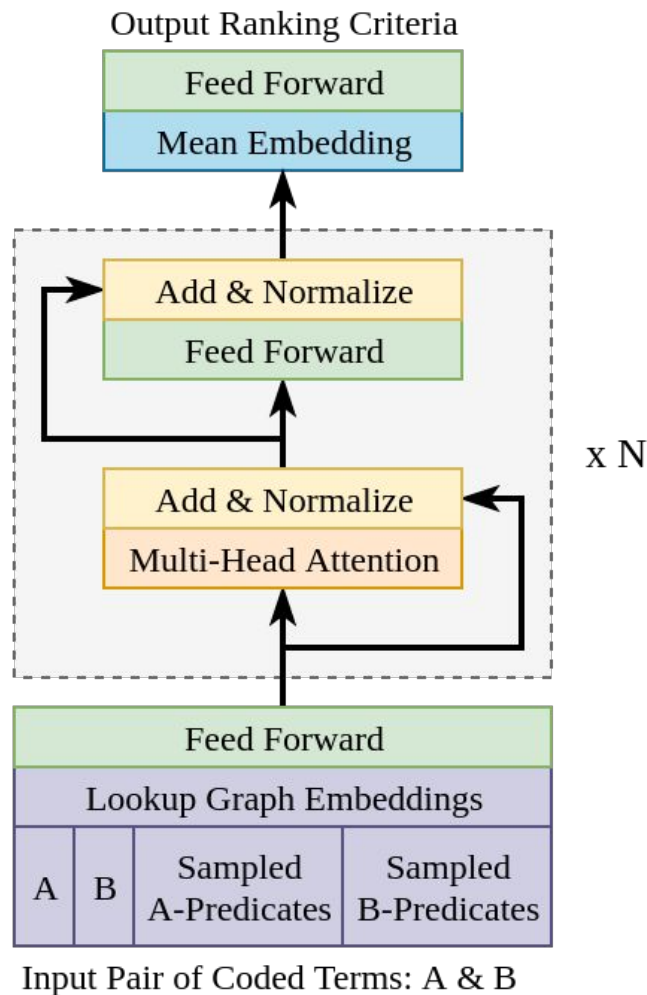 Output Ranking Criteria
Feed Forward
Mean Embedding
Add & Normalize
Feed Forward
x N
Add & Normalize
Multi-Head Attention
Feed Forward
Lookup Graph Embeddings
A
B
Sampled
A-Predicates
Sampled
B-Predicates
Input Pair of Coded Terms: A & B